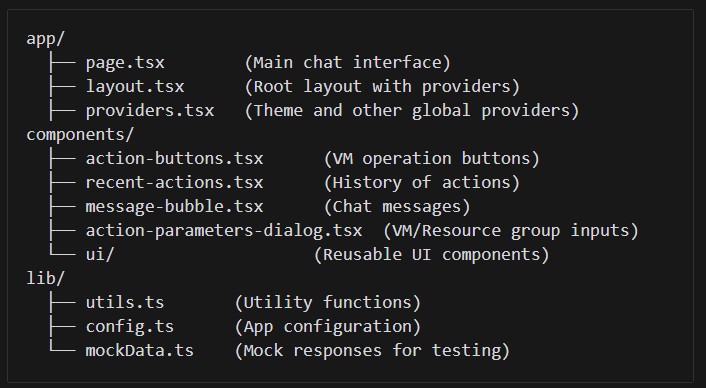 app/
├── page.tsx        (Main chat interface)
├── layout.tsx      (Root layout with providers)
├── providers.tsx   (Theme and other global providers)
components/
├── action-buttons.tsx      (VM operation buttons)
├── recent-actions.tsx      (History of actions)
├── message-bubble.tsx      (Chat messages)
├── action-parameters-dialog.tsx  (VM/Resource group inputs)
└── ui/                    (Reusable UI components)
lib/
├── utils.ts       (Utility functions)
├── config.ts      (App configuration)
└── mockData.ts    (Mock responses for testing)